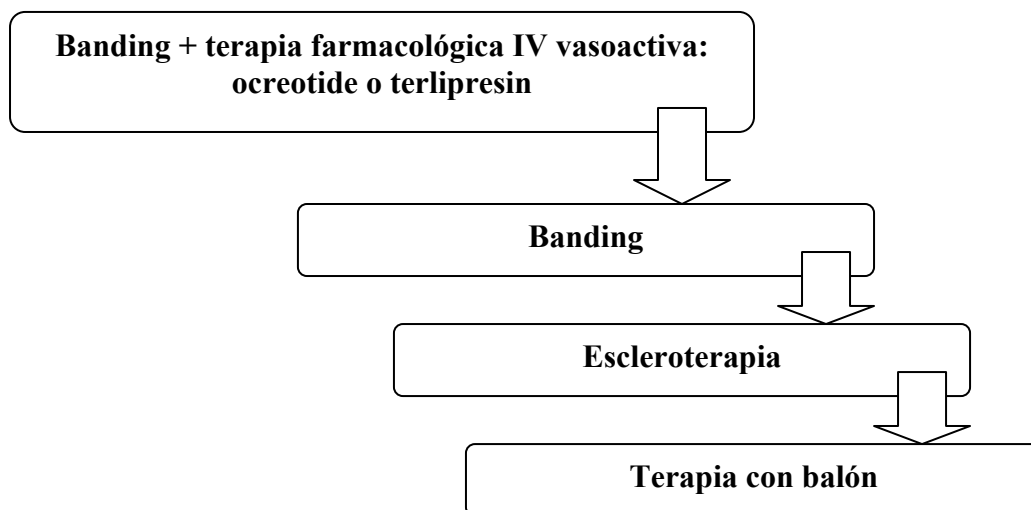 Banding + terapia farmacológica IV vasoactiva:
ocreotide o terlipresin
Banding
Escleroterapia
Terapia con balón